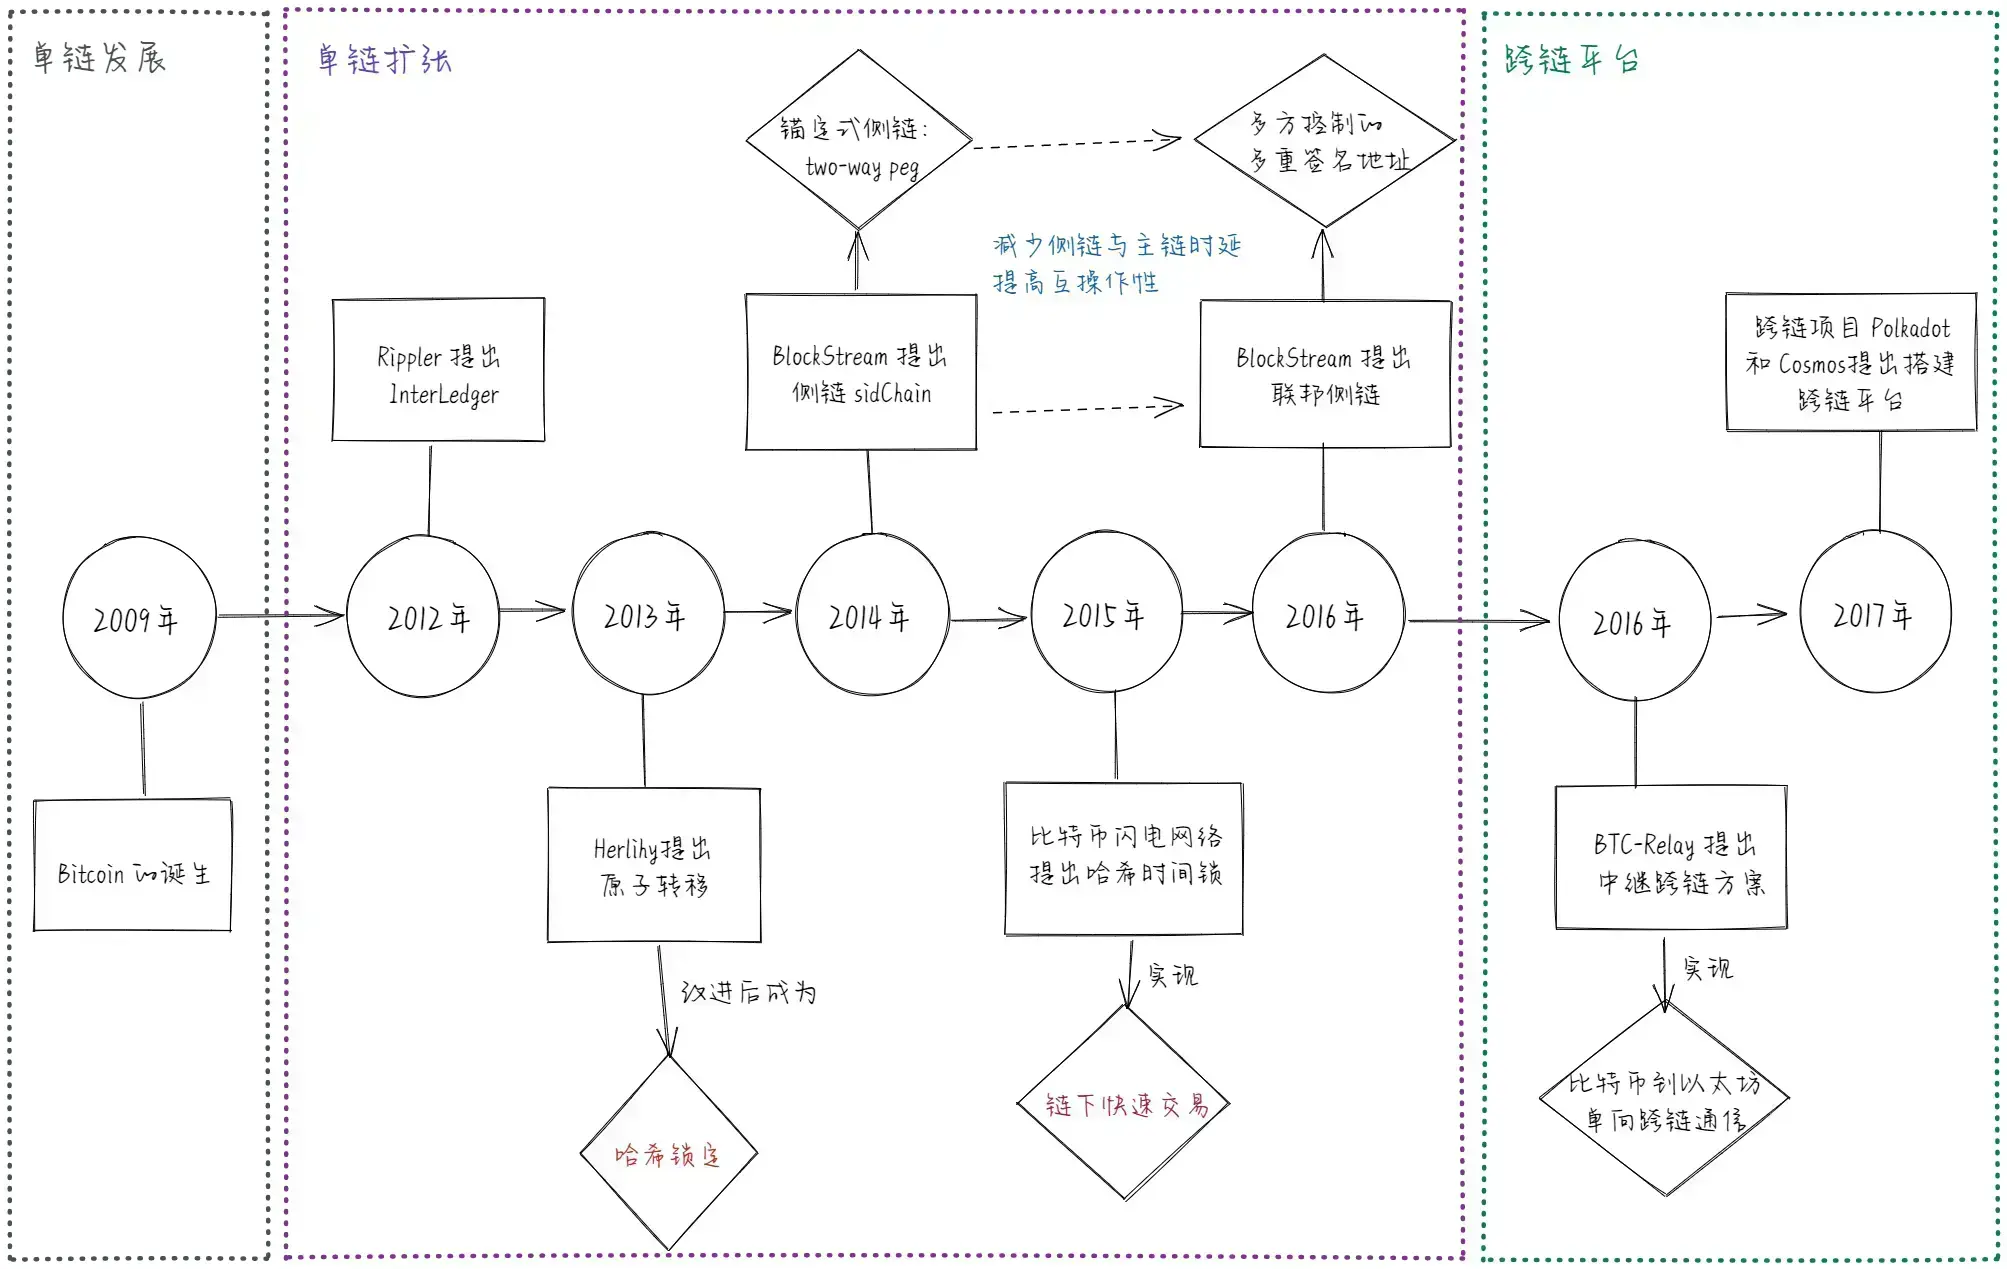 单链发展
单链扩张
跨链平台
锚定式侧链:
two-way peg
多方控制的
多重签名地址
减少侧链与主链时延
提高互操作性
Rippler 提出
InterLedger
BlockStream 提出
侧链 sidChain
BlockStream 提出
联邦侧链
跨链项目 Polkadot
和 Cosmos提出搭建
跨链平台
2009年
2012年
2013年
2014年
2015年
2016年
2016年
2017年
Bitcoin 的诞生
Herlihy提出
原子转移
比特币闪电网络
提出哈希时间锁
BTC-Relay 提出
中继跨链方案
改进后成为
实现
实现
哈希锁定
链下快速交易
比特币到以太坊
单向跨链通信